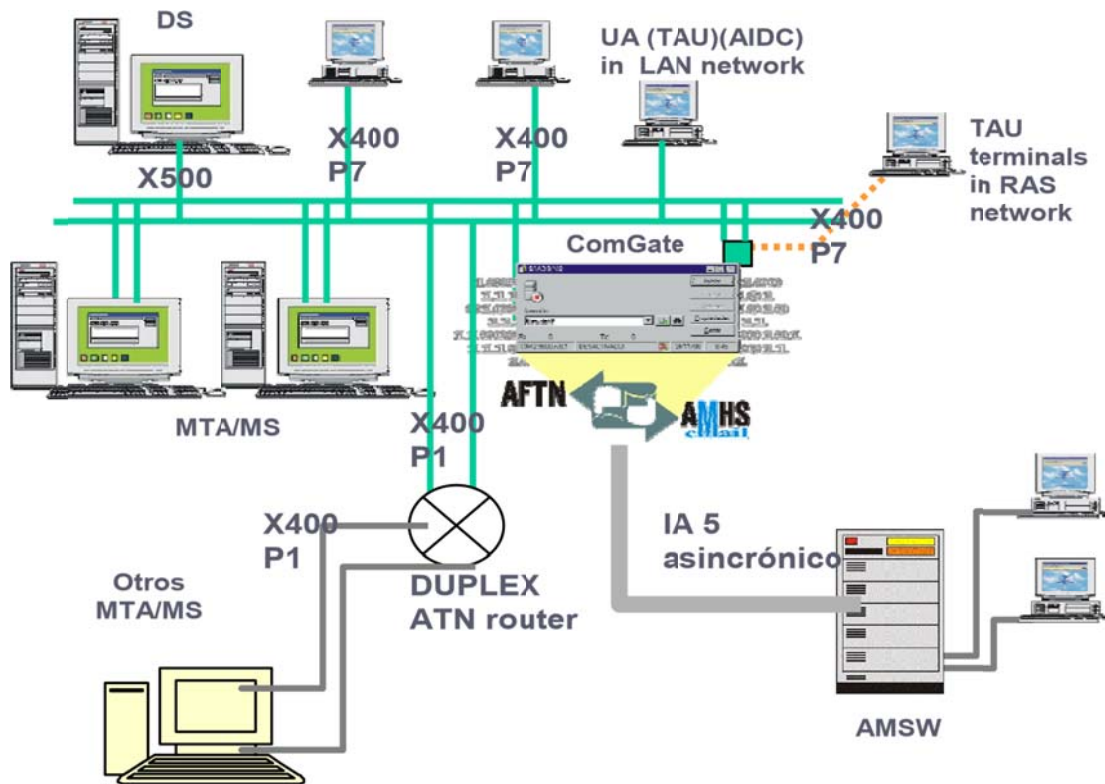 DS
UA (TAU)(AIDC)
in LAN network
X400
P7
X400
P7
TAU
terminals
in RAS
network
X500
X400
P7
ComGate
AFTN
AMHS
eMail
MTA/MS
X400
P1
X400
P1
IA 5
asincrónico
Otros
MTA/MS
DUPLEX
ATN router
AMSW